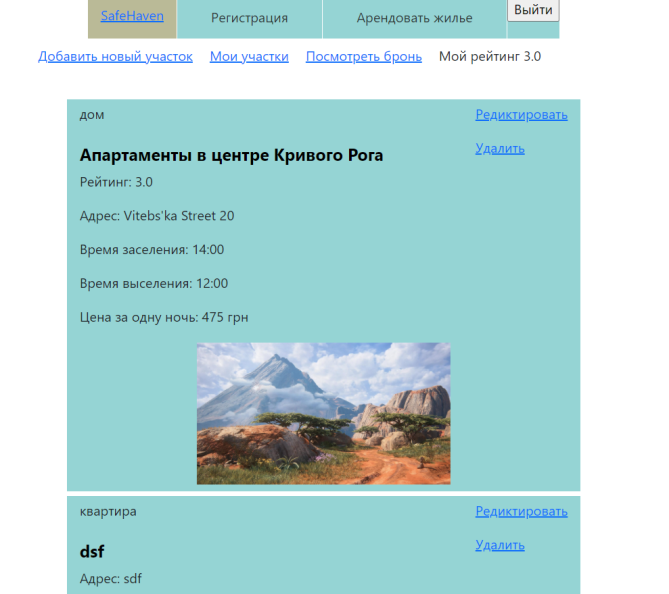 SafeHaven Регистрация Арендовать жилье Выйти
Добавить новый участок Мои участки Посмотреть бронь Мой рейтинг 3.0
дом Редиктировать
Удалить
Апартаменты в центре Кривого Рога
Рейтинг: 3.0
Адрес: Vitebs'ka Street 20
Время заселения: 14:00
Время выселения: 12:00
Цена за одну ночь: 475 грн
квартира Редиктировать
Удалить
dsf
Адрес: sdf